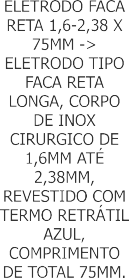 ELETRODO FACA
RETA 1,6-2,38 X
75MM ->
ELETRODO TIPO
FACA RETA
LONGA, CORPO
DE INOX
CIRURGICO DE
1,6MM ATÉ
2,38MM,
REVESTIDO COM
TERMO RETRÁTIL
AZUL,
COMPRIMENTO
DE TOTAL 75MM.